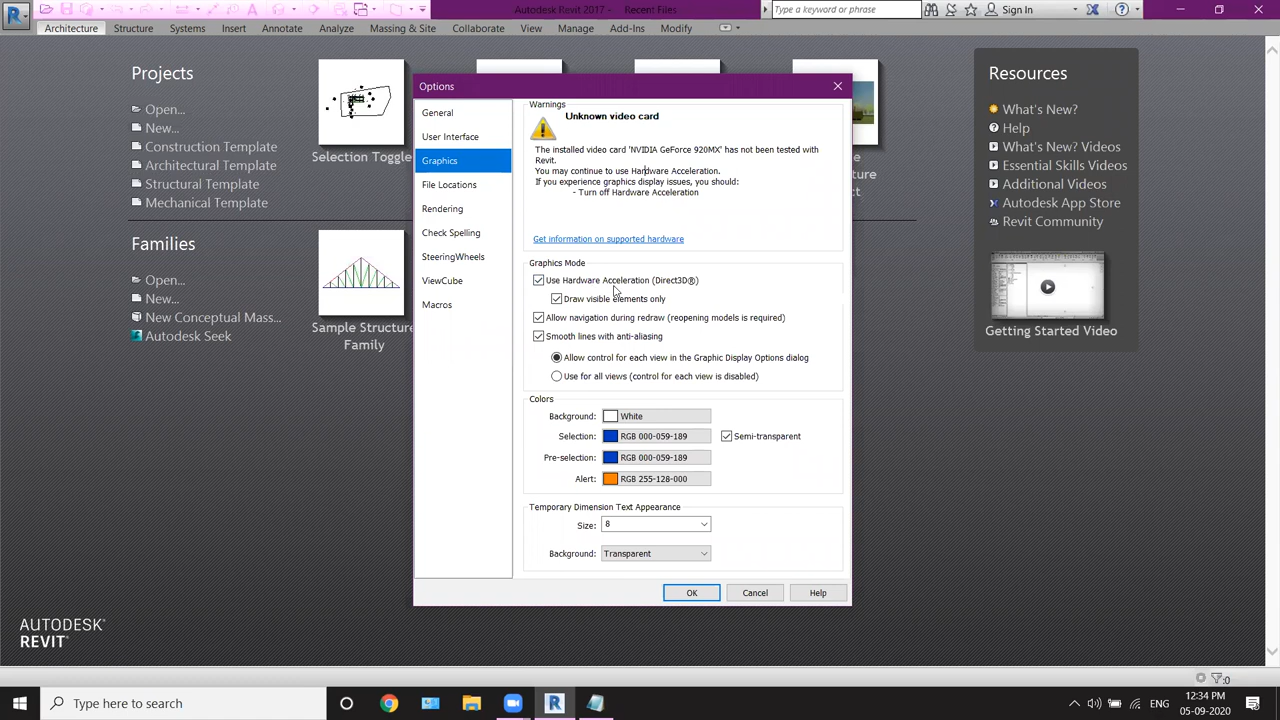 Autodesk Revit 2017 - Recent Files
Type a keyword or phrase
Sign In
Architecture Structure Systems Insert Annotate Analyze Massing & Site Collaborate View Manage Add-Ins Modify
Projects
Open...
New...
Construction Template
Architectural Template
Structural Template
Mechanical Template
Selection Toggle
Families
Open...
New...
New Conceptual Mass...
Autodesk Seek
Sample Structure
Family
AUTODESK®
REVIT®
Options
General
User Interface
Graphics
File Locations
Rendering
Check Spelling
SteeringWheels
ViewCube
Macros
Warnings
Unknown video card
The installed video card 'NVIDIA GeForce 920MX' has not been tested with
Revit.
You may continue to use Hardware Acceleration.
If you experience graphics display issues, you should:
- Turn off Hardware Acceleration
Get information on supported hardware
Graphics Mode
Use Hardware Acceleration (Direct3D®)
Draw visible elements only
Allow navigation during redraw (reopening models is required)
Smooth lines with anti-aliasing
Allow control for each view in the Graphic Display Options dialog
Use for all views (control for each view is disabled)
Colors
Background: White
Selection: RGB 000-059-189 Semi-transparent
Pre-selection: RGB 000-059-189
Alert: RGB 255-128-000
Temporary Dimension Text Appearance
Size: 8
Background: Transparent
OK Cancel Help
Resources
What's New?
Help
What's New? Videos
Essential Skills Videos
Additional Videos
Autodesk App Store
Revit Community
Getting Started Video
:0
Type here to search
ENG
12:34 PM
05-09-2020